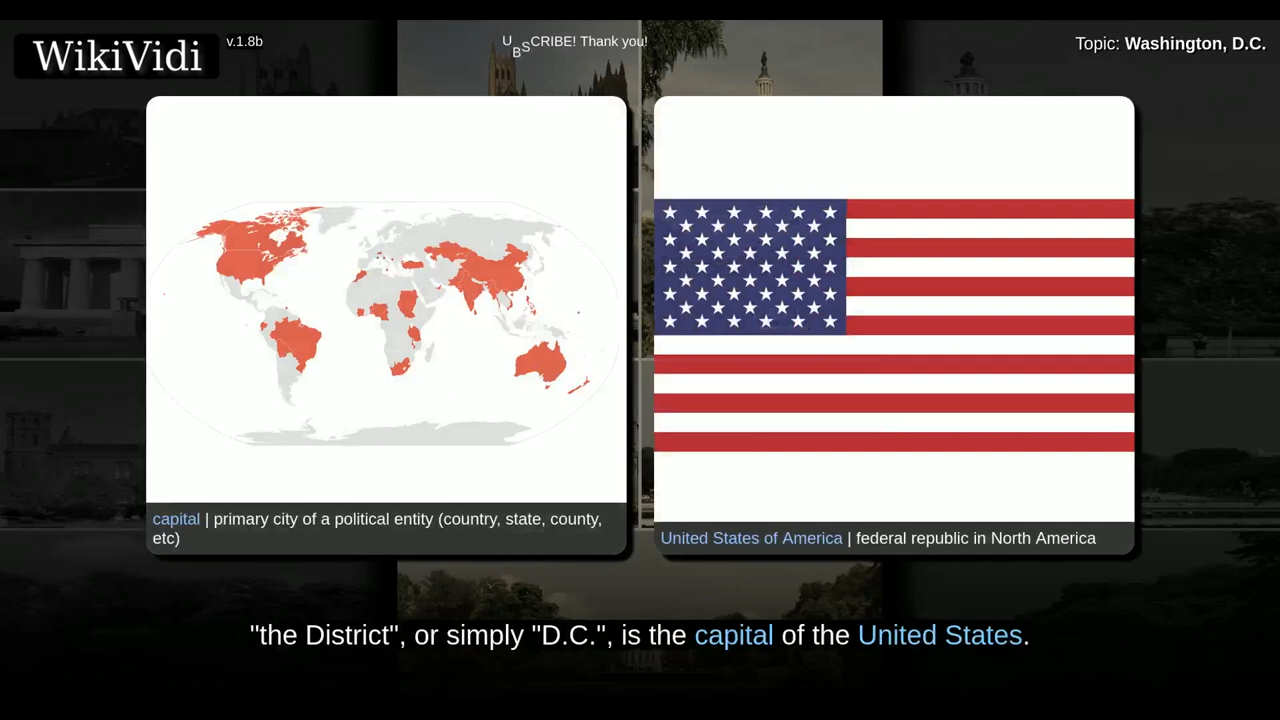 WikiVidi
v.1.8b
UBSCRIBE! Thank you!
Topic: Washington, D.C.
capital | primary city of a political entity (country, state, county,
etc)
United States of America | federal republic in North America
"the District", or simply "D.C.", is the capital of the United States.